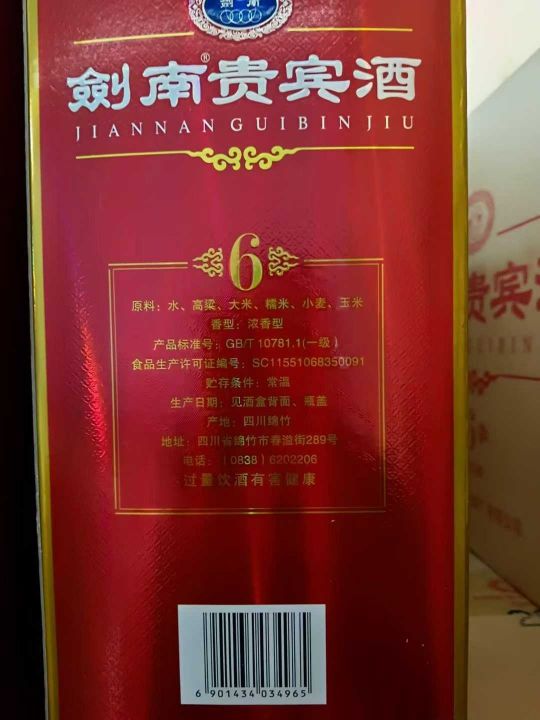 劍南
劍南®贵宾酒
JIANNANGUIBINJIU
6
原料：水、高粱、大米、糯米、小麦、玉米
香型：浓香型
产品标准号：GB/T 10781.1(一级)
食品生产许可证编号：SC11551068350091
贮存条件：常温
生产日期：见酒盒背面、瓶盖
产地：四川绵竹
地址：四川省绵竹市春溢街289号
电话：（0838）6202206
过量饮酒有害健康
6 901434 034965
贵宾
UIBIN